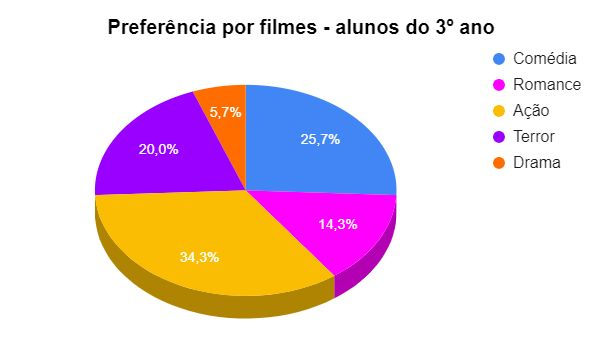 Preferência por filmes - alunos do 3º ano
Comédia
Romance
Ação
Terror
Drama
5,7%
25,7%
20,0%
14,3%
34,3%